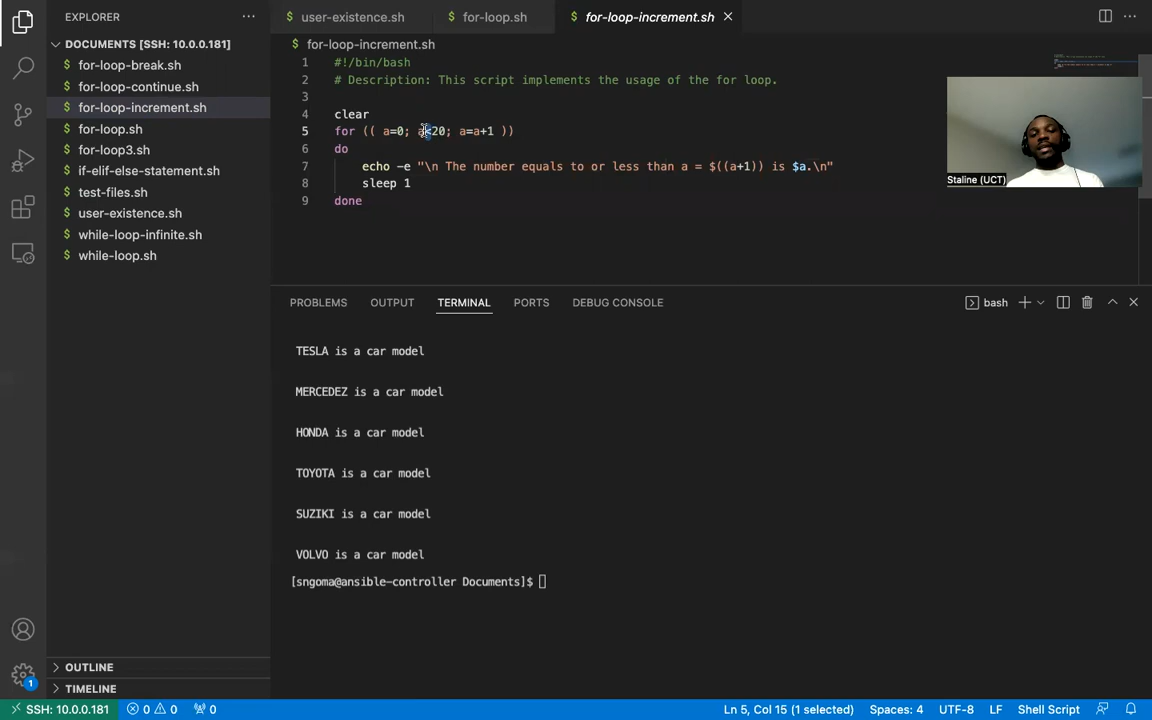 EXPLORER
DOCUMENTS [SSH: 10.0.0.181]
$ for-loop-break.sh
$ for-loop-continue.sh
$ for-loop-increment.sh
$ for-loop.sh
$ for-loop3.sh
$ if-elif-else-statement.sh
$ test-files.sh
$ user-existence.sh
$ while-loop-infinite.sh
$ while-loop.sh
OUTLINE
TIMELINE
1
$ user-existence.sh
$ for-loop.sh
$ for-loop-increment.sh
$ for-loop-increment.sh
1 #!/bin/bash
2 # Description: This script implements the usage of the for loop.
3
4 clear
5 for (( a=0; a<20; a=a+1 ))
6 do
7 echo -e "\n The number equals to or less than a = $((a+1)) is $a.\n"
8 sleep 1
9 done
Staline (UCT)
PROBLEMS OUTPUT TERMINAL PORTS DEBUG CONSOLE
bash
TESLA is a car model
MERCEDEZ is a car model
HONDA is a car model
TOYOTA is a car model
SUZIKI is a car model
VOLVO is a car model
[sngoma@ansible-controller Documents]$
SSH: 10.0.0.181 0 0 0 Ln 5, Col 15 (1 selected) Spaces: 4 UTF-8 LF Shell Script